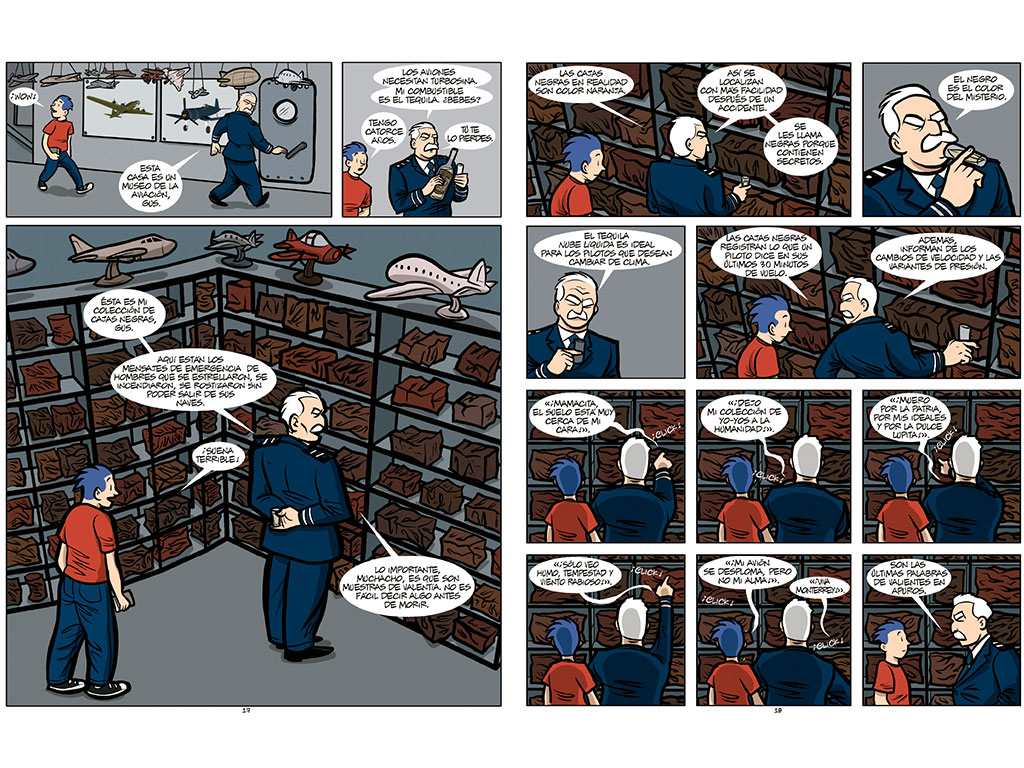 ¡WOW!
ESTA
CASA ES UN
MUSEO DE LA
AVIACIÓN,
GUS.
LOS AVIONES
NECESITAN TURBOSINA.
MI COMBUSTIBLE
ES EL TEQUILA. ¿BEBES?
TENGO
CATORCE
AÑOS.
TÚ TE
LO PIERDES.
ÉSTA ES MI
COLECCIÓN DE
CAJAS NEGRAS,
GUS.
AQUÍ ESTÁN LOS
MENSAJES DE EMERGENCIA DE
HOMBRES QUE SE ESTRELLARON, SE
INCENDIARON, SE ROSTIZARON SIN
PODER SALIR DE SUS
NAVES.
¡SUENA
TERRIBLE!
LO IMPORTANTE,
MUCHACHO, ES QUE SON
MUESTRAS DE VALENTÍA. NO ES
FÁCIL DECIR ALGO ANTES
DE MORIR.
17
LAS CAJAS
NEGRAS EN REALIDAD
SON COLOR NARANJA.
ASÍ SE
LOCALIZAN
CON MÁS FACILIDAD
DESPUÉS DE UN
ACCIDENTE.
SE
LES LLAMA
NEGRAS PORQUE
CONTIENEN
SECRETOS.
EL NEGRO
ES EL COLOR
DEL MISTERIO.
EL TEQUILA
NUBE LÍQUIDA ES IDEAL
PARA LOS PILOTOS QUE DESEAN
CAMBIAR DE CLIMA.
LAS CAJAS NEGRAS
REGISTRAN LO QUE UN
PILOTO DICE EN SUS
ÚLTIMOS 30 MINUTOS
DE VUELO.
ADEMÁS,
INFORMAN DE LOS
CAMBIOS DE VELOCIDAD Y LAS
VARIANTES DE PRESIÓN.
«¡MAMACITA,
EL SUELO ESTÁ MUY
CERCA DE MI
CARA!».
¡CLICK!
«¡DEJO
MI COLECCIÓN DE
YO-YOS A LA
HUMANIDAD!».
¡CLICK!
«¡MUERO
POR LA PATRIA,
POR MIS IDEALES
Y POR LA DULCE
LUPITA!».
¡CLICK!
«¡SÓLO VEO
HUMO, TEMPESTAD Y
VIENTO RABIOSO!».
¡CLICK!
«¡MI AVIÓN
SE DESPLOMA, PERO
NO MI ALMA!».
¡CLICK!
«¡VIVA
MONTERREY!».
¡CLICK!
SON LAS
ÚLTIMAS PALABRAS
DE VALIENTES EN
APUROS.
18